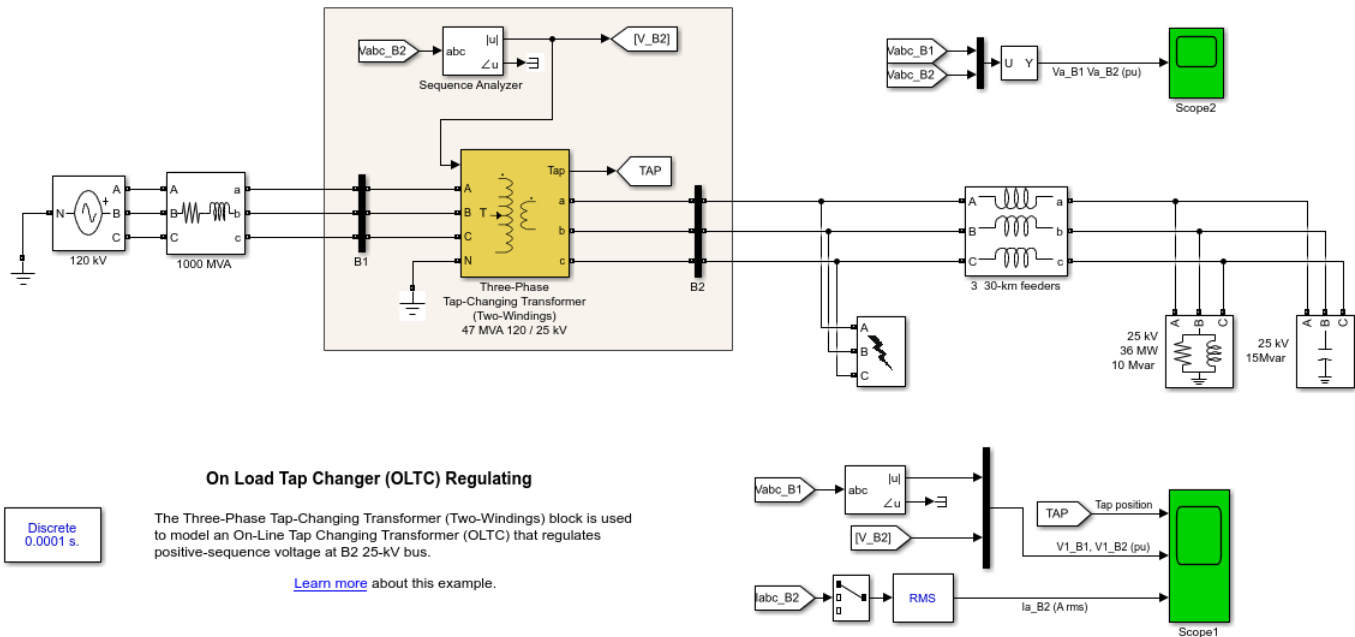 Vabc_B2
abc
|u|
∠u
Sequence Analyzer
[V_B2]
Vabc_B1
Vabc_B2
U Y
Va_B1 Va_B2 (pu)
Scope2
N
A
B
C
+
120 kV
A
B
C
a
b
c
1000 MVA
B1
A
B
C
N
T
Tap
a
b
c
TAP
Three-Phase
Tap-Changing Transformer
(Two-Windings)
47 MVA 120 / 25 kV
B2
A
B
C
A
B
C
a
b
c
3 30-km feeders
A B C
25 kV
36 MW
10 Mvar
A B C
25 kV
15Mvar
On Load Tap Changer (OLTC) Regulating
Discrete
0.0001 s.
The Three-Phase Tap-Changing Transformer (Two-Windings) block is used
to model an On-Line Tap Changing Transformer (OLTC) that regulates
positive-sequence voltage at B2 25-kV bus.
Learn more about this example.
Vabc_B1
abc
|u|
∠u
[V_B2]
TAP
Tap position
V1_B1, V1_B2 (pu)
Iabc_B2
RMS
Ia_B2 (A rms)
Scope1